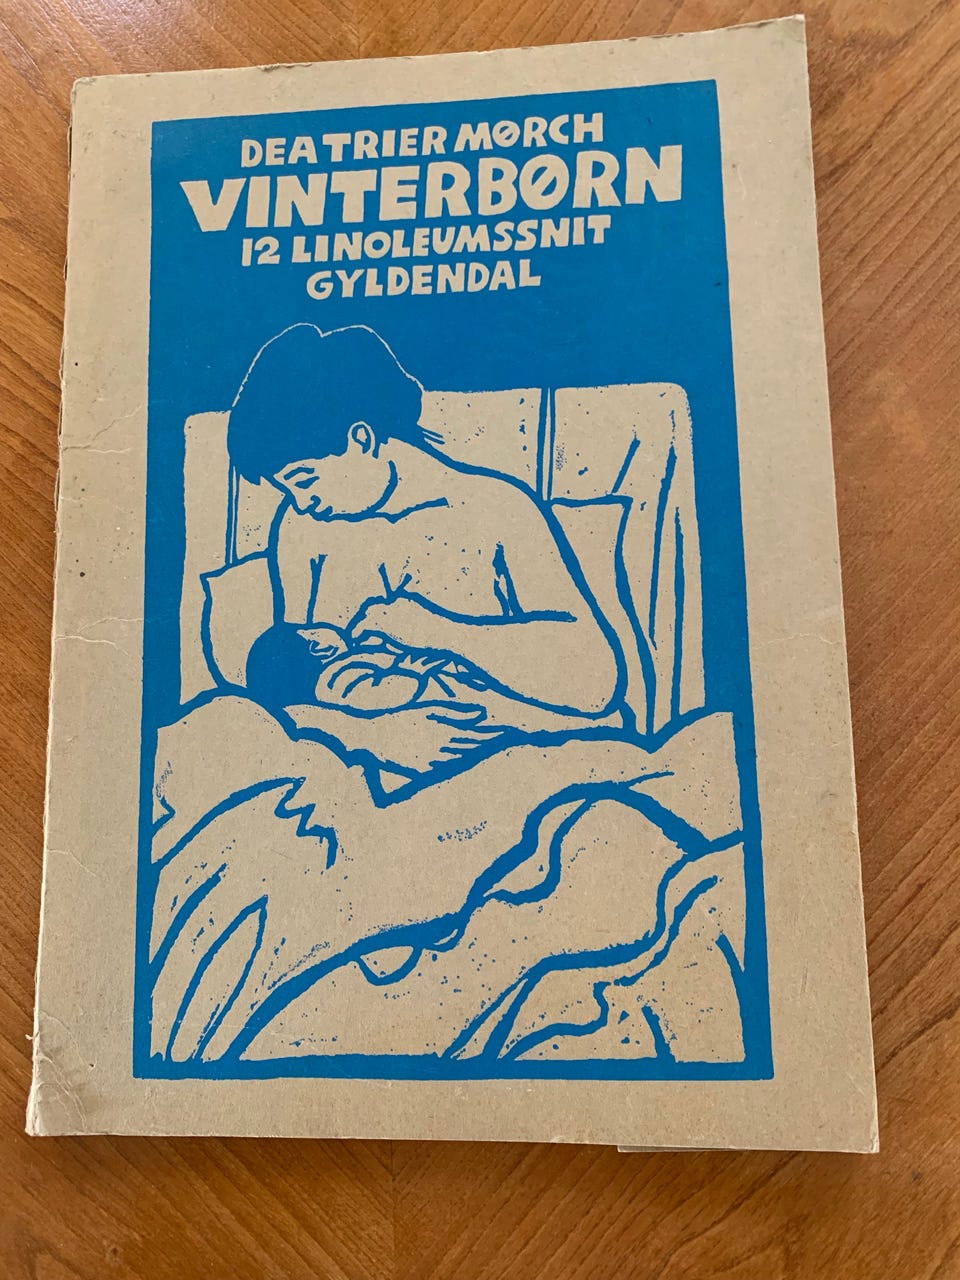 DEA TRIER MØRCH
VINTERBØRN
12 LINOLEUMSSNIT
GYLDENDAL